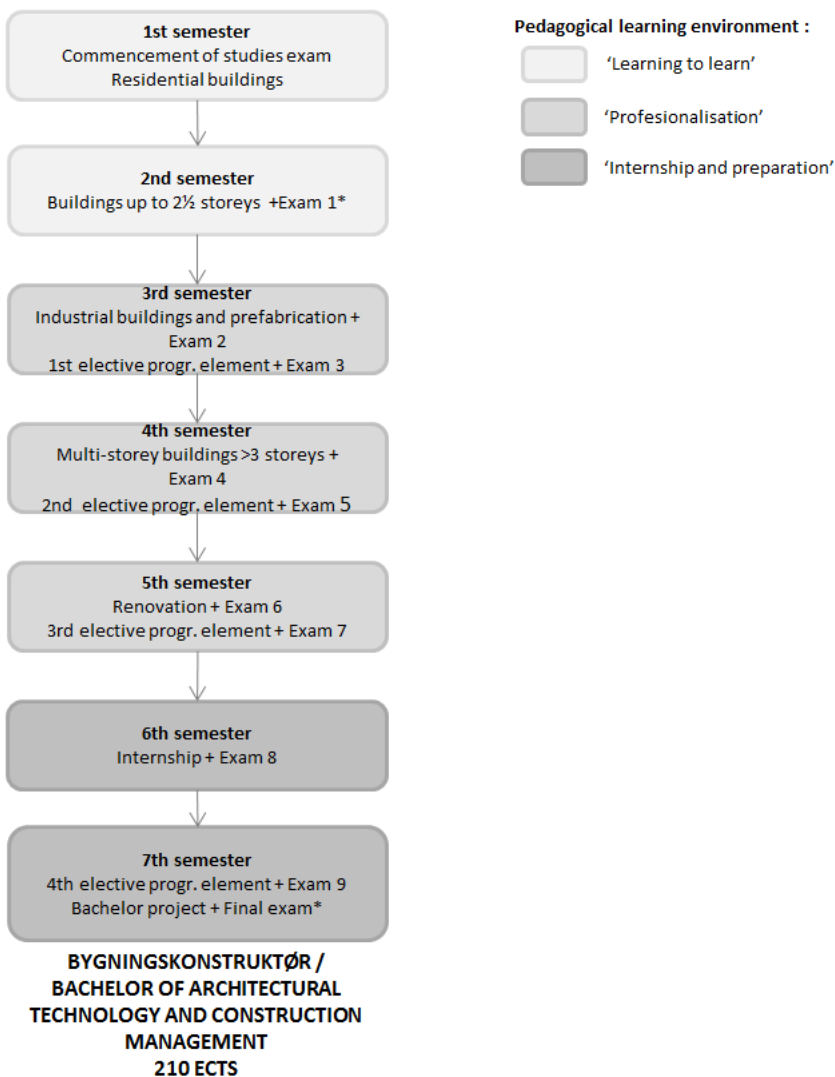 1st semester
Commencement of studies exam
Residential buildings
2nd semester
Buildings up to 2½ storeys +Exam 1*
3rd semester
Industrial buildings and prefabrication +
Exam 2
1st elective progr. element + Exam 3
4th semester
Multi-storey buildings >3 storeys +
Exam 4
2nd elective progr. element + Exam 5
5th semester
Renovation + Exam 6
3rd elective progr. element + Exam 7
6th semester
Internship + Exam 8
7th semester
4th elective progr. element + Exam 9
Bachelor project + Final exam*
BYGNINGSKONSTRUKTØR /
BACHELOR OF ARCHITECTURAL
TECHNOLOGY AND CONSTRUCTION
MANAGEMENT
210 ECTS
Pedagogical learning environment :
‘Learning to learn’
‘Profesionalisation’
‘Internship and preparation’